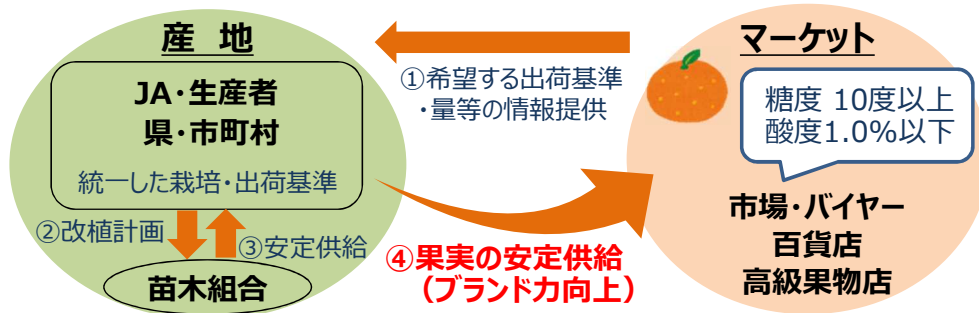 産 地
JA・生産者
県・市町村
統一した栽培・出荷基準
②改植計画
③安定供給
苗木組合
①希望する出荷基準
・量等の情報提供
④果実の安定供給
（ブランド力向上）
マーケット
糖度 10度以上
酸度1.0%以下
市場・バイヤー
百貨店
高級果物店